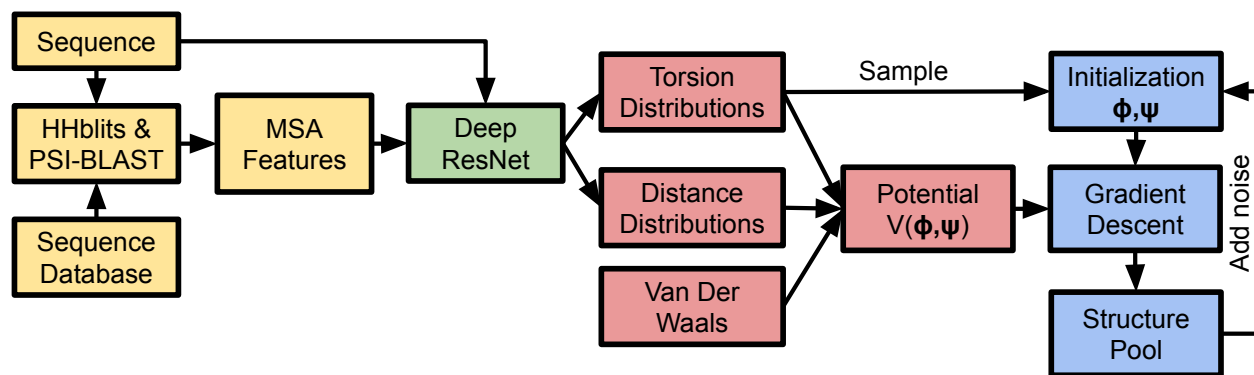 Sequence
HHblits &
PSI-BLAST
Sequence
Database
MSA
Features
Deep
ResNet
Torsion
Distributions
Distance
Distributions
Van Der
Waals
Sample
Potential
V(ϕ,ψ)
Initialization
ϕ,ψ
Gradient
Descent
Structure
Pool
Add noise